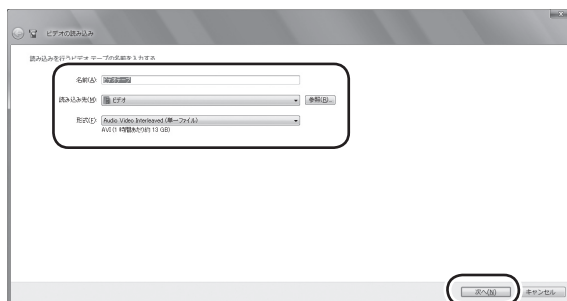 ビデオの読み込み
読み込みを行うビデオ テープの名前を入力する
名前(A):
読み込み先(M): ビデオ 参照(R)...
形式(F): Audio Video Interleaved (単一ファイル)
AVI (1 時間あたり約 13 GB)
次へ(N) キャンセル